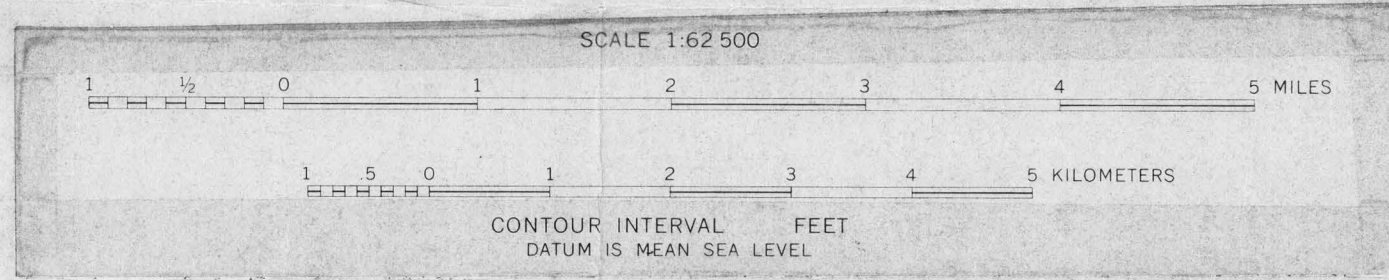 SCALE 1:62 500
1 ½ 0 1 2 3 4 5 MILES
1 .5 0 1 2 3 4 5 KILOMETERS
CONTOUR INTERVAL FEET
DATUM IS MEAN SEA LEVEL